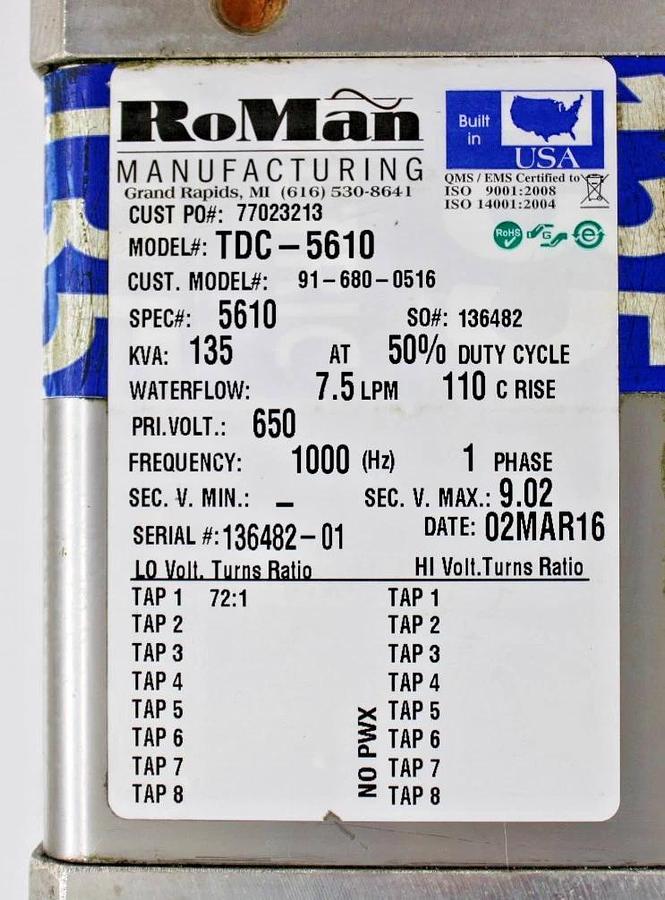 RoMan
MANUFACTURING
Grand Rapids, MI (616) 530-8641
Built
in
USA
QMS / EMS Certified to
ISO 9001:2008
ISO 14001:2004
RoHS
CUST PO#: 77023213
MODEL#: TDC-5610
CUST. MODEL#: 91-680-0516
SPEC#: 5610 SO#: 136482
KVA: 135 AT 50% DUTY CYCLE
WATERFLOW: 7.5 LPM 110 C RISE
PRI.VOLT.: 650
FREQUENCY: 1000 (Hz) 1 PHASE
SEC. V. MIN.: – SEC. V. MAX.: 9.02
SERIAL #: 136482-01 DATE: 02MAR16
LO Volt. Turns Ratio HI Volt.Turns Ratio
TAP 1 72:1 TAP 1
TAP 2 TAP 2
TAP 3 TAP 3
TAP 4 TAP 4
TAP 5 TAP 5
TAP 6 TAP 6
TAP 7 TAP 7
TAP 8 TAP 8
NO PWX